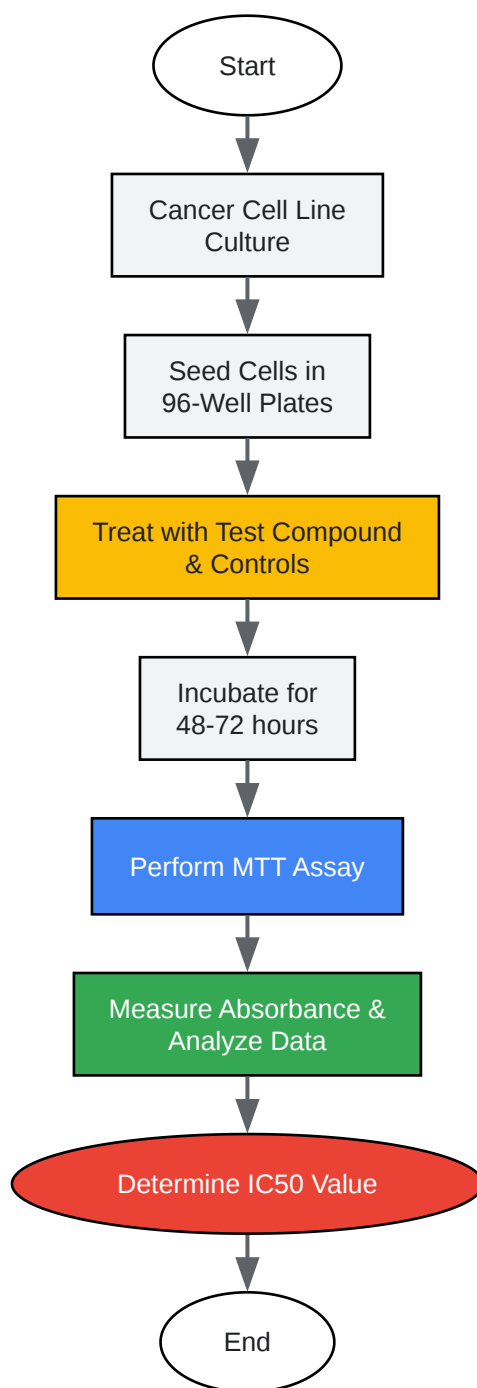 Start
Cancer Cell Line
Culture
Seed Cells in
96-Well Plates
Treat with Test Compound
& Controls
Incubate for
48-72 hours
Perform MTT Assay
Measure Absorbance &
Analyze Data
Determine IC50 Value
End